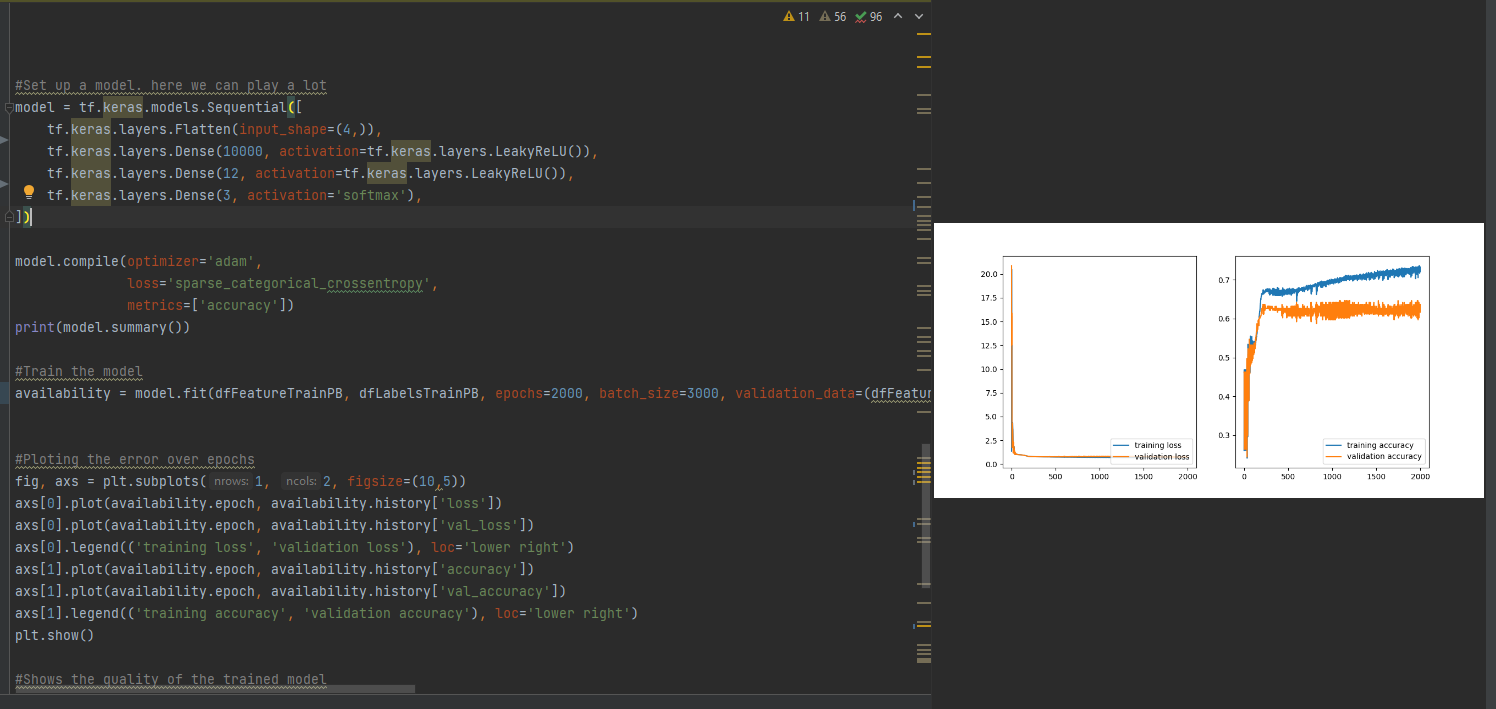 11 56 96
#Set up a model. here we can play a lot
model = tf.keras.models.Sequential([
    tf.keras.layers.Flatten(input_shape=(4,)),
    tf.keras.layers.Dense(10000, activation=tf.keras.layers.LeakyReLU()),
    tf.keras.layers.Dense(12, activation=tf.keras.layers.LeakyReLU()),
    tf.keras.layers.Dense(3, activation='softmax'),
])
model.compile(optimizer='adam',
              loss='sparse_categorical_crossentropy',
              metrics=['accuracy'])
print(model.summary())
#Train the model
availability = model.fit(dfFeatureTrainPB, dfLabelsTrainPB, epochs=2000, batch_size=3000, validation_data=(dfFeatur
#Ploting the error over epochs
fig, axs = plt.subplots( nrows: 1, ncols: 2, figsize=(10,5))
axs[0].plot(availability.epoch, availability.history['loss'])
axs[0].plot(availability.epoch, availability.history['val_loss'])
axs[0].legend(('training loss', 'validation loss'), loc='lower right')
axs[1].plot(availability.epoch, availability.history['accuracy'])
axs[1].plot(availability.epoch, availability.history['val_accuracy'])
axs[1].legend(('training accuracy', 'validation accuracy'), loc='lower right')
plt.show()
#Shows the quality of the trained model
20.0
17.5
15.0
12.5
10.0
7.5
5.0
2.5
0.0
0 500 1000 1500 2000
training loss
validation loss
0.7
0.6
0.5
0.4
0.3
0 500 1000 1500 2000
training accuracy
validation accuracy